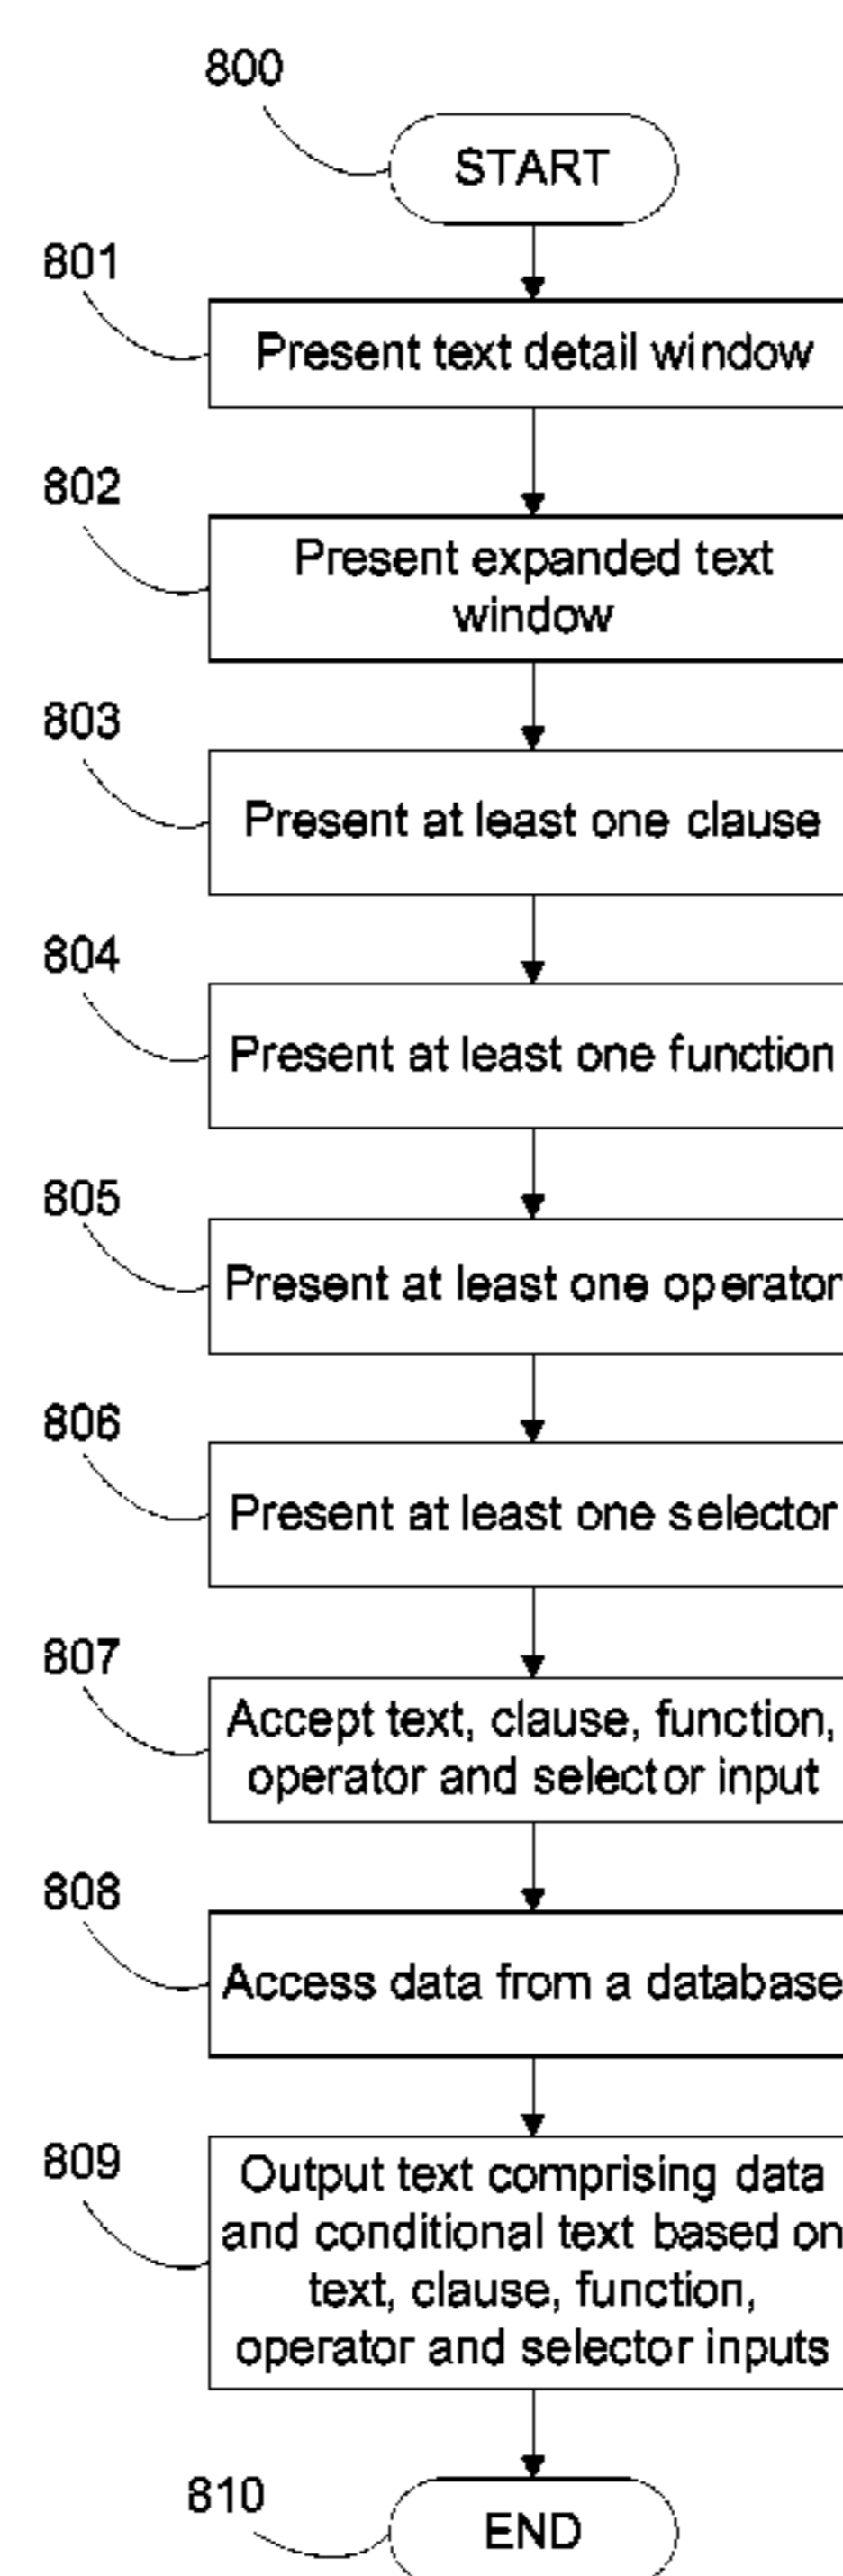 800
START
801
Present text detail window
802
Present expanded text
window
803
Present at least one clause
804
Present at least one function
805
Present at least one operator
806
Present at least one selector
807
Accept text, clause, function,
operator and selector input
808
Access data from a database
809
Output text comprising data
and conditional text based on
text, clause, function,
operator and selector inputs
810
END